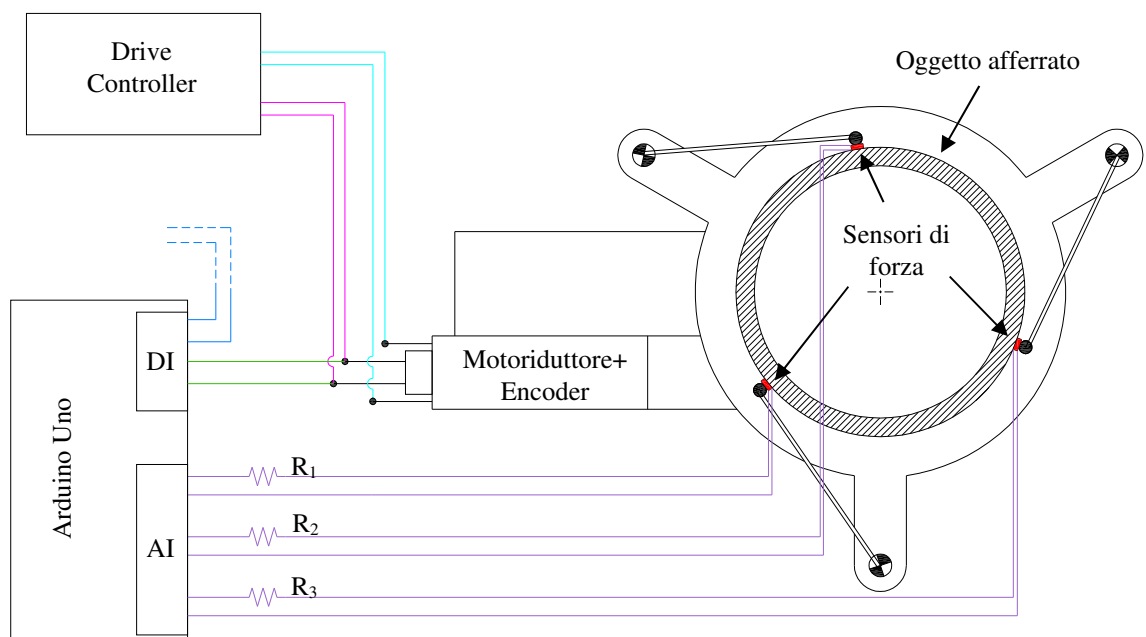 Drive
Controller
Oggetto afferrato
Sensori di
forza
DI
Motoriduttore+
Encoder
Arduino Uno
AI
R₁
R₂
R₃